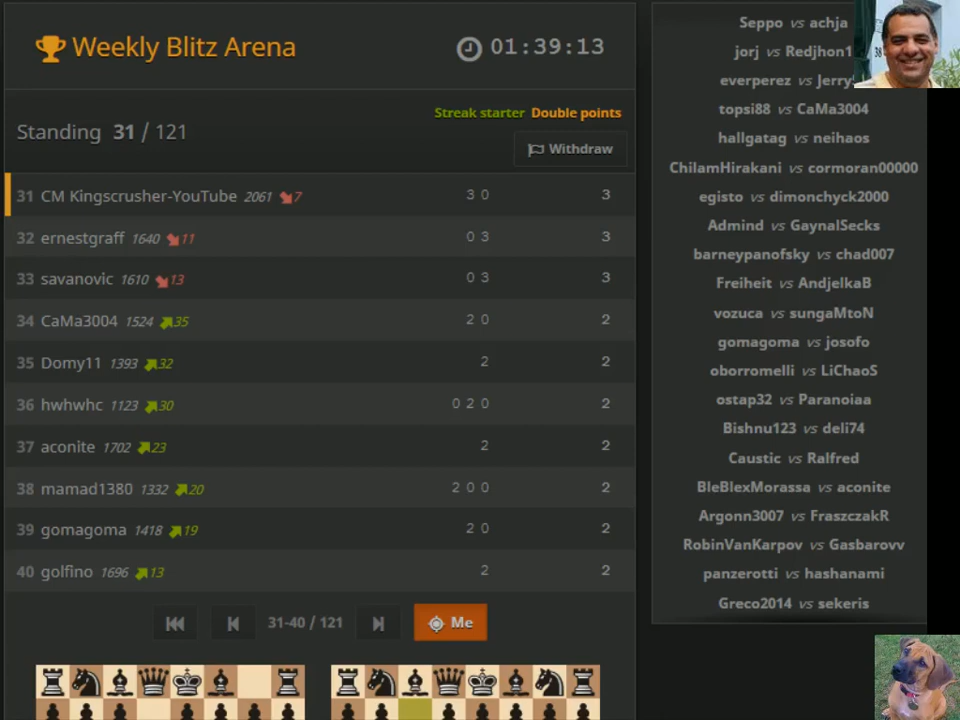 Weekly Blitz Arena
01:39:13
Standing 31 / 121
Streak starter Double points
Withdraw
31 CM Kingscrusher-YouTube 2061 7 3 0 3
32 ernestgraff 1640 11 0 3 3
33 savanovic 1610 13 0 3 3
34 CaMa3004 1524 35 2 0 2
35 Domy11 1393 32 2 2
36 hwhwhc 1123 30 0 2 0 2
37 aconite 1702 23 2 2
38 mamad1380 1332 20 2 0 0 2
39 gomagoma 1418 19 2 0 2
40 golfino 1696 13 2 2
31-40 / 121
Me
Seppo vs achja
jorj vs Redjhon1
everperez vs Jerry
topsi88 vs CaMa3004
hallgatag vs neihaos
ChilamHirakani vs cormoran00000
egisto vs dimonchyck2000
Admind vs GaynalSecks
barneypanofsky vs chad007
Freiheit vs AndjelkaB
vozuca vs sungaMtoN
gomagoma vs josofo
oborromelli vs LiChaoS
ostap32 vs Paranoiaa
Bishnu123 vs deli74
Caustic vs Ralfred
BleBlexMorassa vs aconite
Argonn3007 vs FraszczakR
RobinVanKarpov vs Gasbarovv
panzerotti vs hashanami
Greco2014 vs sekeris